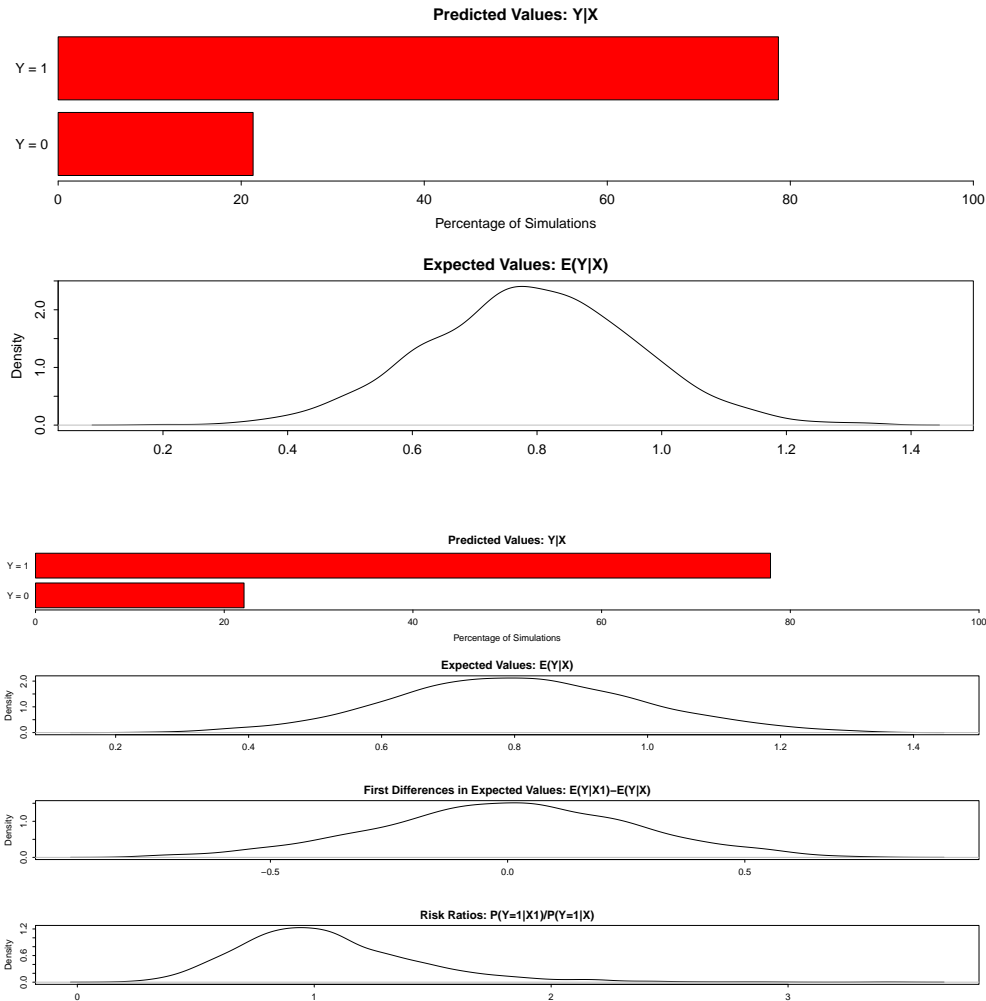 Predicted Values: Y|X
Y = 1
Y = 0
0 20 40 60 80 100
Percentage of Simulations
Expected Values: E(Y|X)
Density
0.0 1.0 2.0
0.2 0.4 0.6 0.8 1.0 1.2 1.4
Predicted Values: Y|X
Y = 1
Y = 0
0 20 40 60 80 100
Percentage of Simulations
Expected Values: E(Y|X)
Density
0.0 1.0 2.0
0.2 0.4 0.6 0.8 1.0 1.2 1.4
First Differences in Expected Values: E(Y|X1)−E(Y|X)
Density
0.0 1.0
−0.5 0.0 0.5
Risk Ratios: P(Y=1|X1)/P(Y=1|X)
Density
0.0 0.6 1.2
0 1 2 3